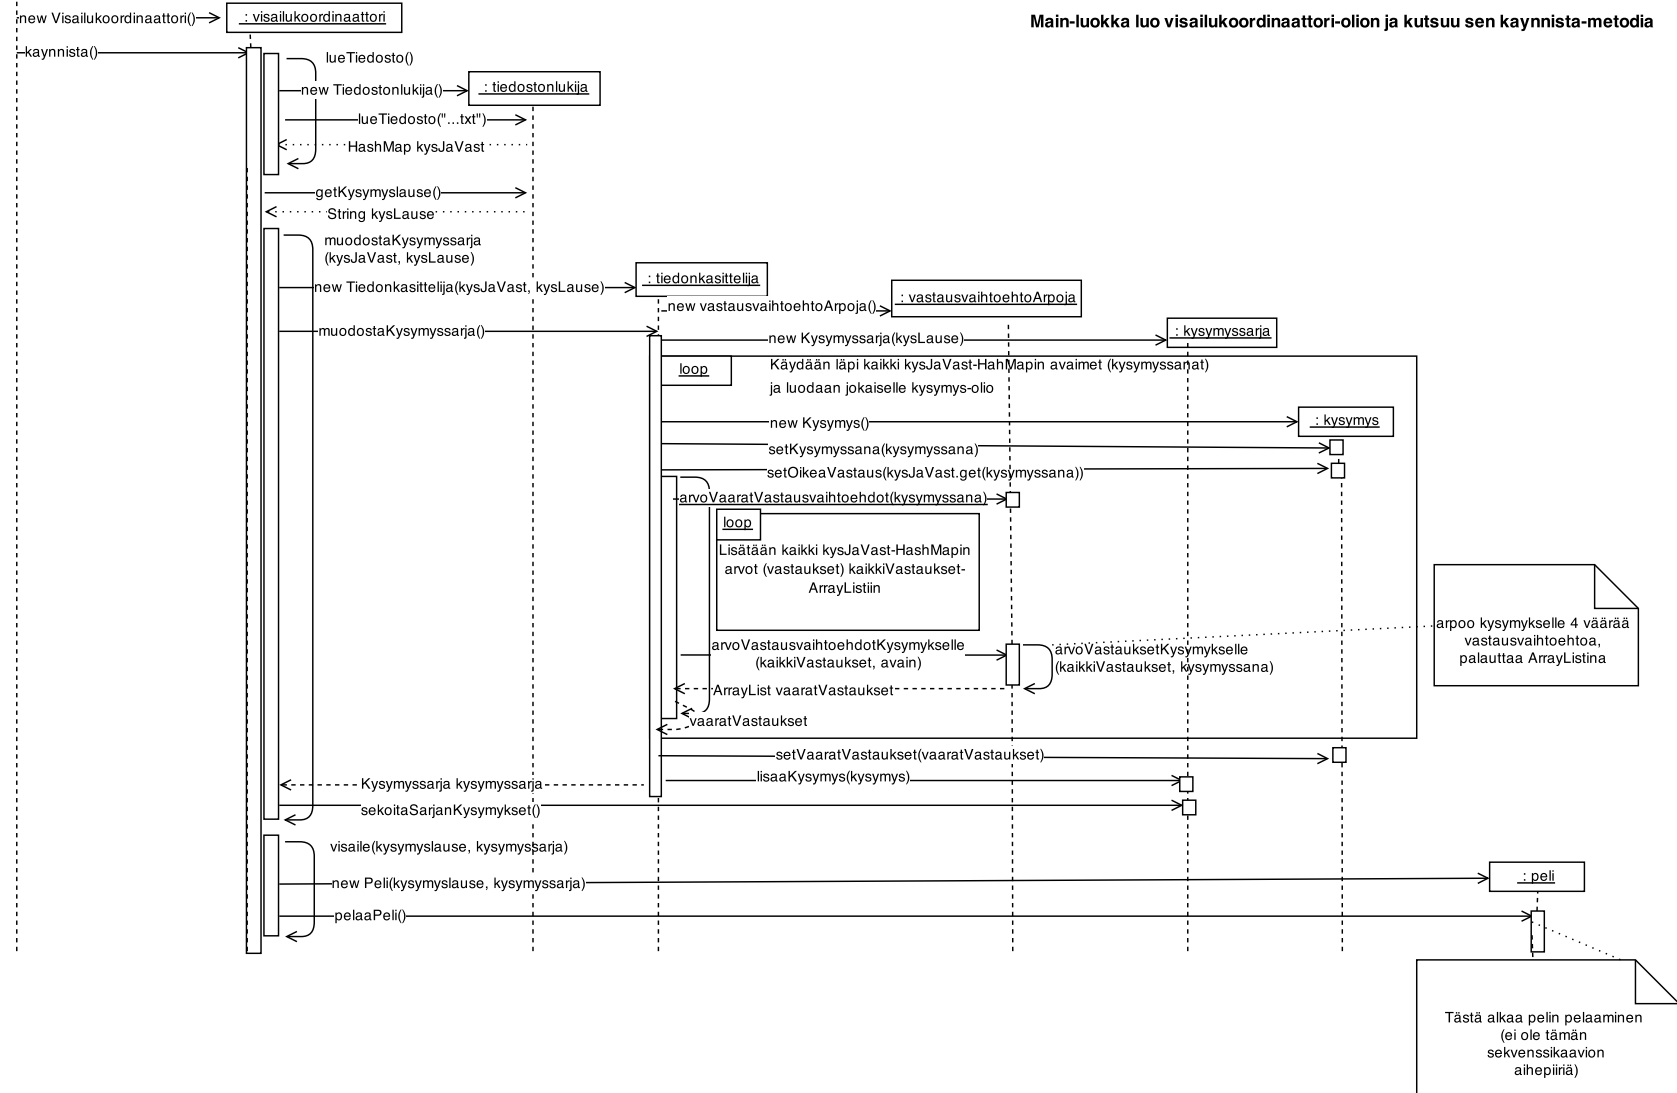 new Visailukoordinaattori()
: visailukoordinaattori
Main-luokka luo visailukoordinaattori-olion ja kutsuu sen kaynnista-metodia
kaynnista()
lueTiedosto()
new Tiedostonlukija()
: tiedostonlukija
lueTiedosto("...txt")
HashMap kysJaVast
getKysymyslause()
String kysLause
muodostaKysymyssarja
(kysJaVast, kysLause)
new Tiedonkasittelija(kysJaVast, kysLause)
: tiedonkasittelija
new vastausvaihtoehtoArpoja()
: vastausvaihtoehtoArpoja
muodostaKysymyssarja()
new Kysymyssarja(kysLause)
: kysymyssarja
loop
Käydään läpi kaikki kysJaVast-HahMapin avaimet (kysymyssanat)
ja luodaan jokaiselle kysymys-olio
new Kysymys()
: kysymys
setKysymyssana(kysymyssana)
setOikeaVastaus(kysJaVast.get(kysymyssana))
arvoVaaratVastausvaihtoehdot(kysymyssana)
loop
Lisätään kaikki kysJaVast-HashMapin
arvot (vastaukset) kaikkiVastaukset-
ArrayListiin
arvoVastausvaihtoehdotKysymykselle
(kaikkiVastaukset, avain)
arvoVastauksetKysymykselle
(kaikkiVastaukset, kysymyssana)
arpoo kysymykselle 4 väärää
vastausvaihtoehtoa,
palauttaa ArrayListina
ArrayList vaaratVastaukset
vaaratVastaukset
setVaaratVastaukset(vaaratVastaukset)
lisaaKysymys(kysymys)
Kysymyssarja kysymyssarja
sekoitaSarjanKysymykset()
visaile(kysymyslause, kysymyssarja)
new Peli(kysymyslause, kysymyssarja)
: peli
pelaaPeli()
Tästä alkaa pelin pelaaminen
(ei ole tämän
sekvenssikaavion
aihepiiriä)